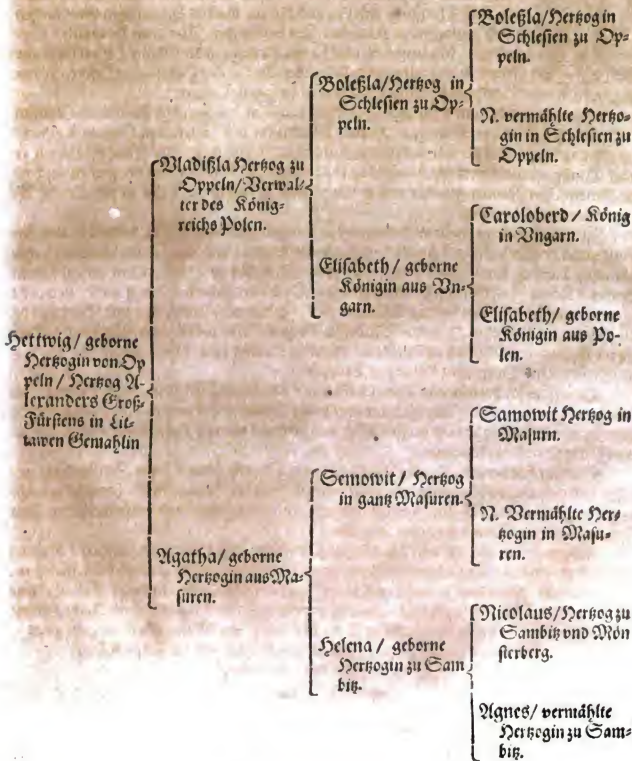 Hettwig / geborne
Hertzogin von Op
peln / Hertzog A-
lexanders Groß-
Fürstens in Lit-
tawen Gemahlin
Vladißla Hertzog zu
Oppeln / Verwal-
ter des König-
reichs Polen.
Boleßla / Hertzog in
Schlesien zu Op-
peln.
Boleßla / Hertzog in
Schlesien zu Op-
peln.
N. vermählte Hertzo-
gin in Schlesien zu
Oppeln.
Elisabeth / geborne
Königin aus Vn-
garn.
Caroloberd / König
in Vngarn.
Elisabeth / geborne
Königin aus Po-
len.
Agatha / geborne
Hertzogin aus Ma-
suren.
Semowit / Hertzog
in gantz Masuren.
Samowit Hertzog in
Masurn.
N. Vermählte Her-
tzogin in Masu-
ren.
Helena / geborne
Hertzogin zu Sam
bitz.
Nicolaus / Hertzog zu
Sambitz vnd Mön
sterberg.
Agnes / vermählte
Hertzogin zu Sam-
bitz.